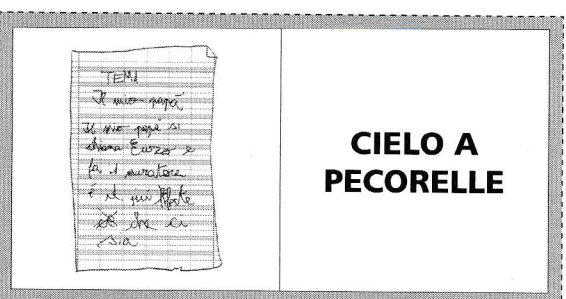 TEMA
Il mio papà
Il mio papà si
chiama Enzo e
fa il muratore
è il più forte
che ci
sia
CIELO A
PECORELLE